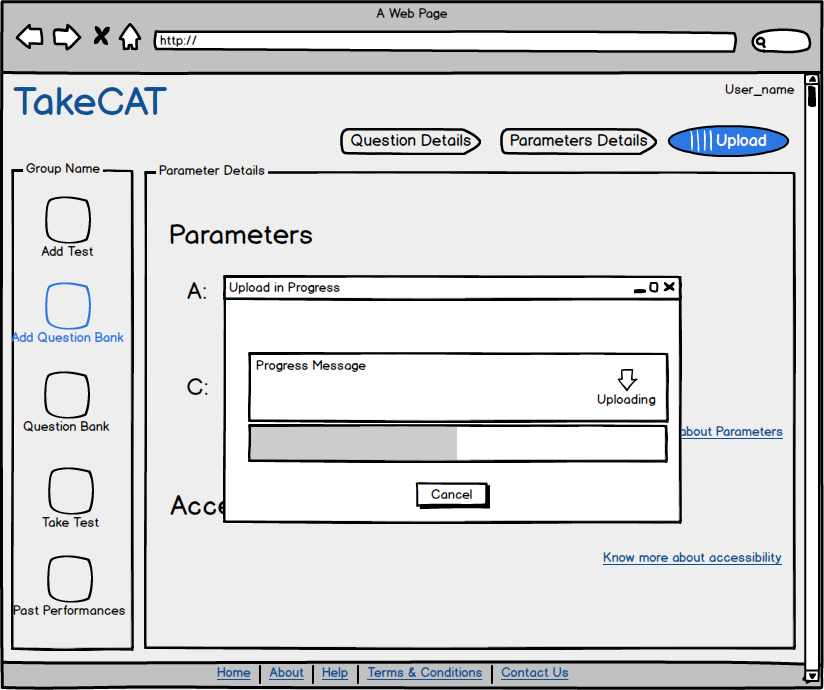 A Web Page
http://
TakeCAT
User_name
Question Details
Parameters Details
Upload
Group Name
Add Test
Add Question Bank
Question Bank
Take Test
Past Performances
Parameter Details
Parameters
A:
C:
Upload in Progress
Progress Message
Uploading
Cancel
about Parameters
Acce
Know more about accessibility
Home
About
Help
Terms & Conditions
Contact Us